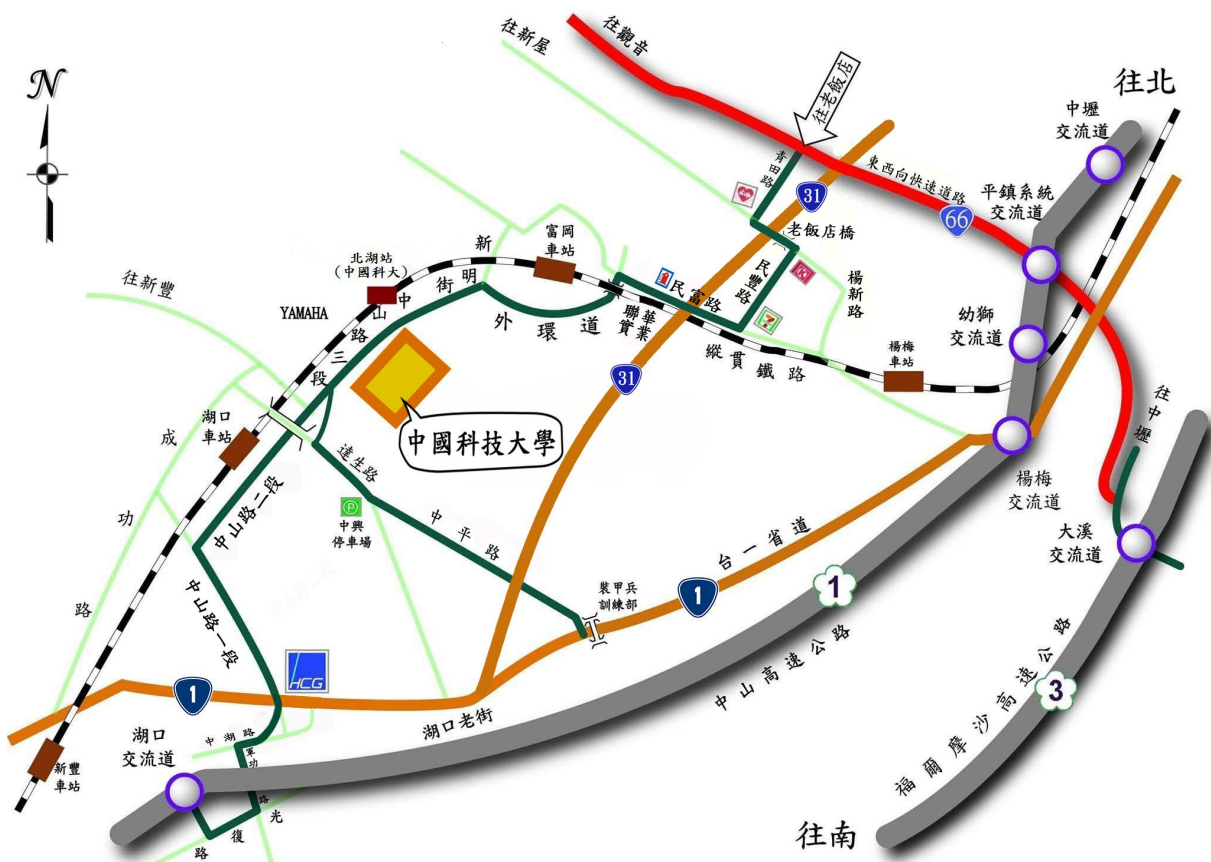 往觀音
往新屋
往老飯店
往北
中壢
交流道
N
青田路
東西向快速道路
平鎮系統
交流道
31
66
老飯店橋
富岡
車站
新
明
街
北湖站
(中國科大)
民富路
民豐路
楊新路
往新豐
YAMAHA
中
山
路
三
段
外環道
聯華
實業
幼獅
交流道
31
縱貫鐵路
楊梅
車站
往中壢
湖口
車站
成
功
路
中國科技大學
達生路
楊梅
交流道
中山路二段
P
中興
停車場
中平路
台一省道
大溪
交流道
裝甲兵
訓練部
1
1
中山路一段
中山路二段
HCG
中山高速公路
福爾摩沙高速公路
3
1
湖口老街
湖口
交流道
中湖路
軍功路
新豐
車站
光
復
路
往南